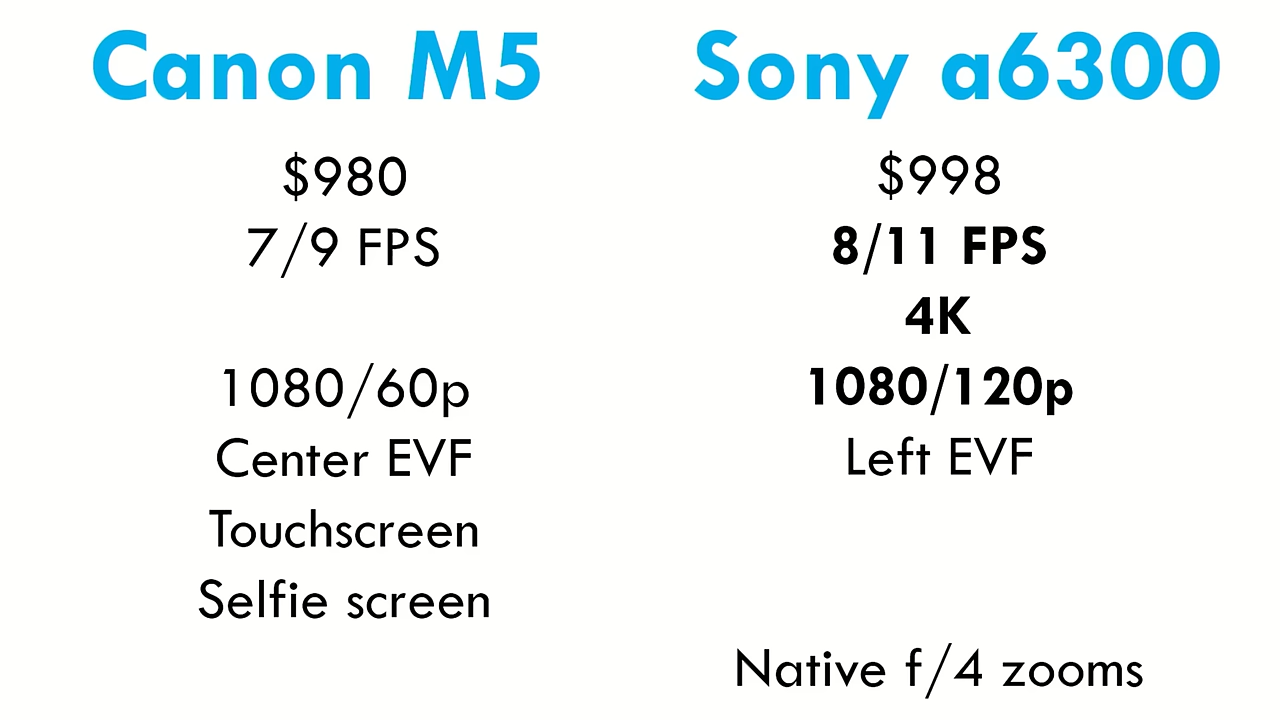 Canon M5
$980
7/9 FPS
1080/60p
Center EVF
Touchscreen
Selfie screen
Sony a6300
$998
8/11 FPS
4K
1080/120p
Left EVF
Native f/4 zooms